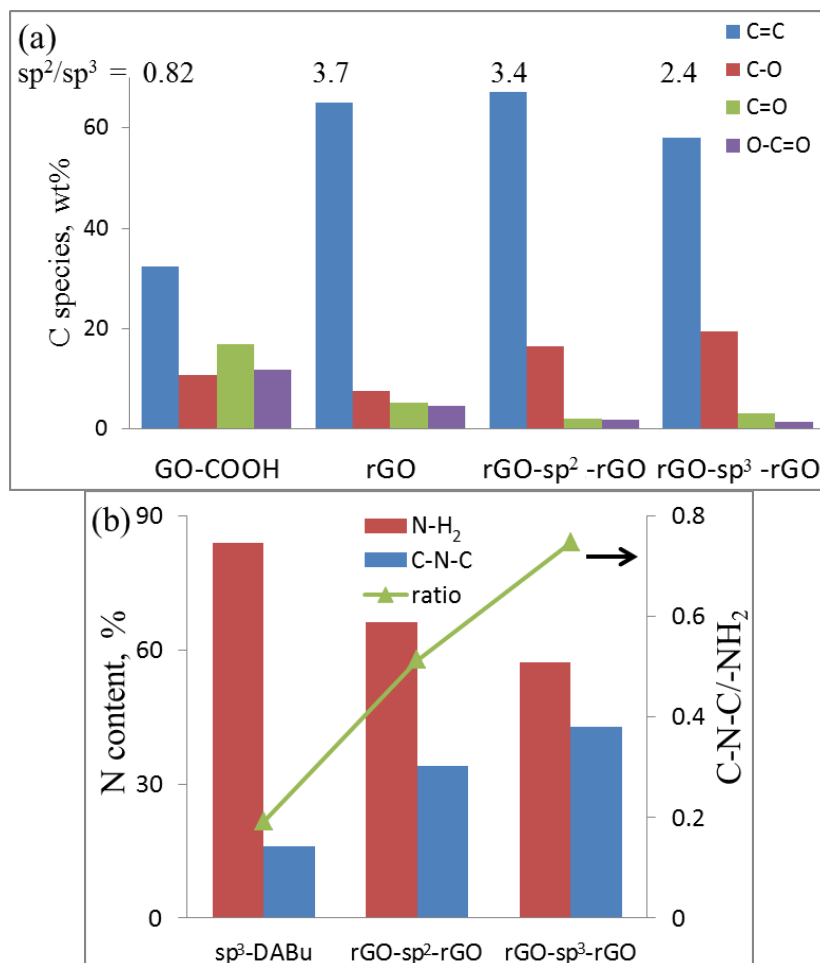 (a)
sp²/sp³ = 0.82 3.7 3.4 2.4
C=C
C-O
C=O
O-C=O
C species, wt%
60
40
20
0
GO-COOH rGO rGO-sp² -rGO rGO-sp³ -rGO
(b)
N-H₂
C-N-C
ratio
N content, %
90
60
30
0
0.8
0.6
0.4
0.2
0
C-N-C/-NH₂
sp³-DABu rGO-sp²-rGO rGO-sp³-rGO